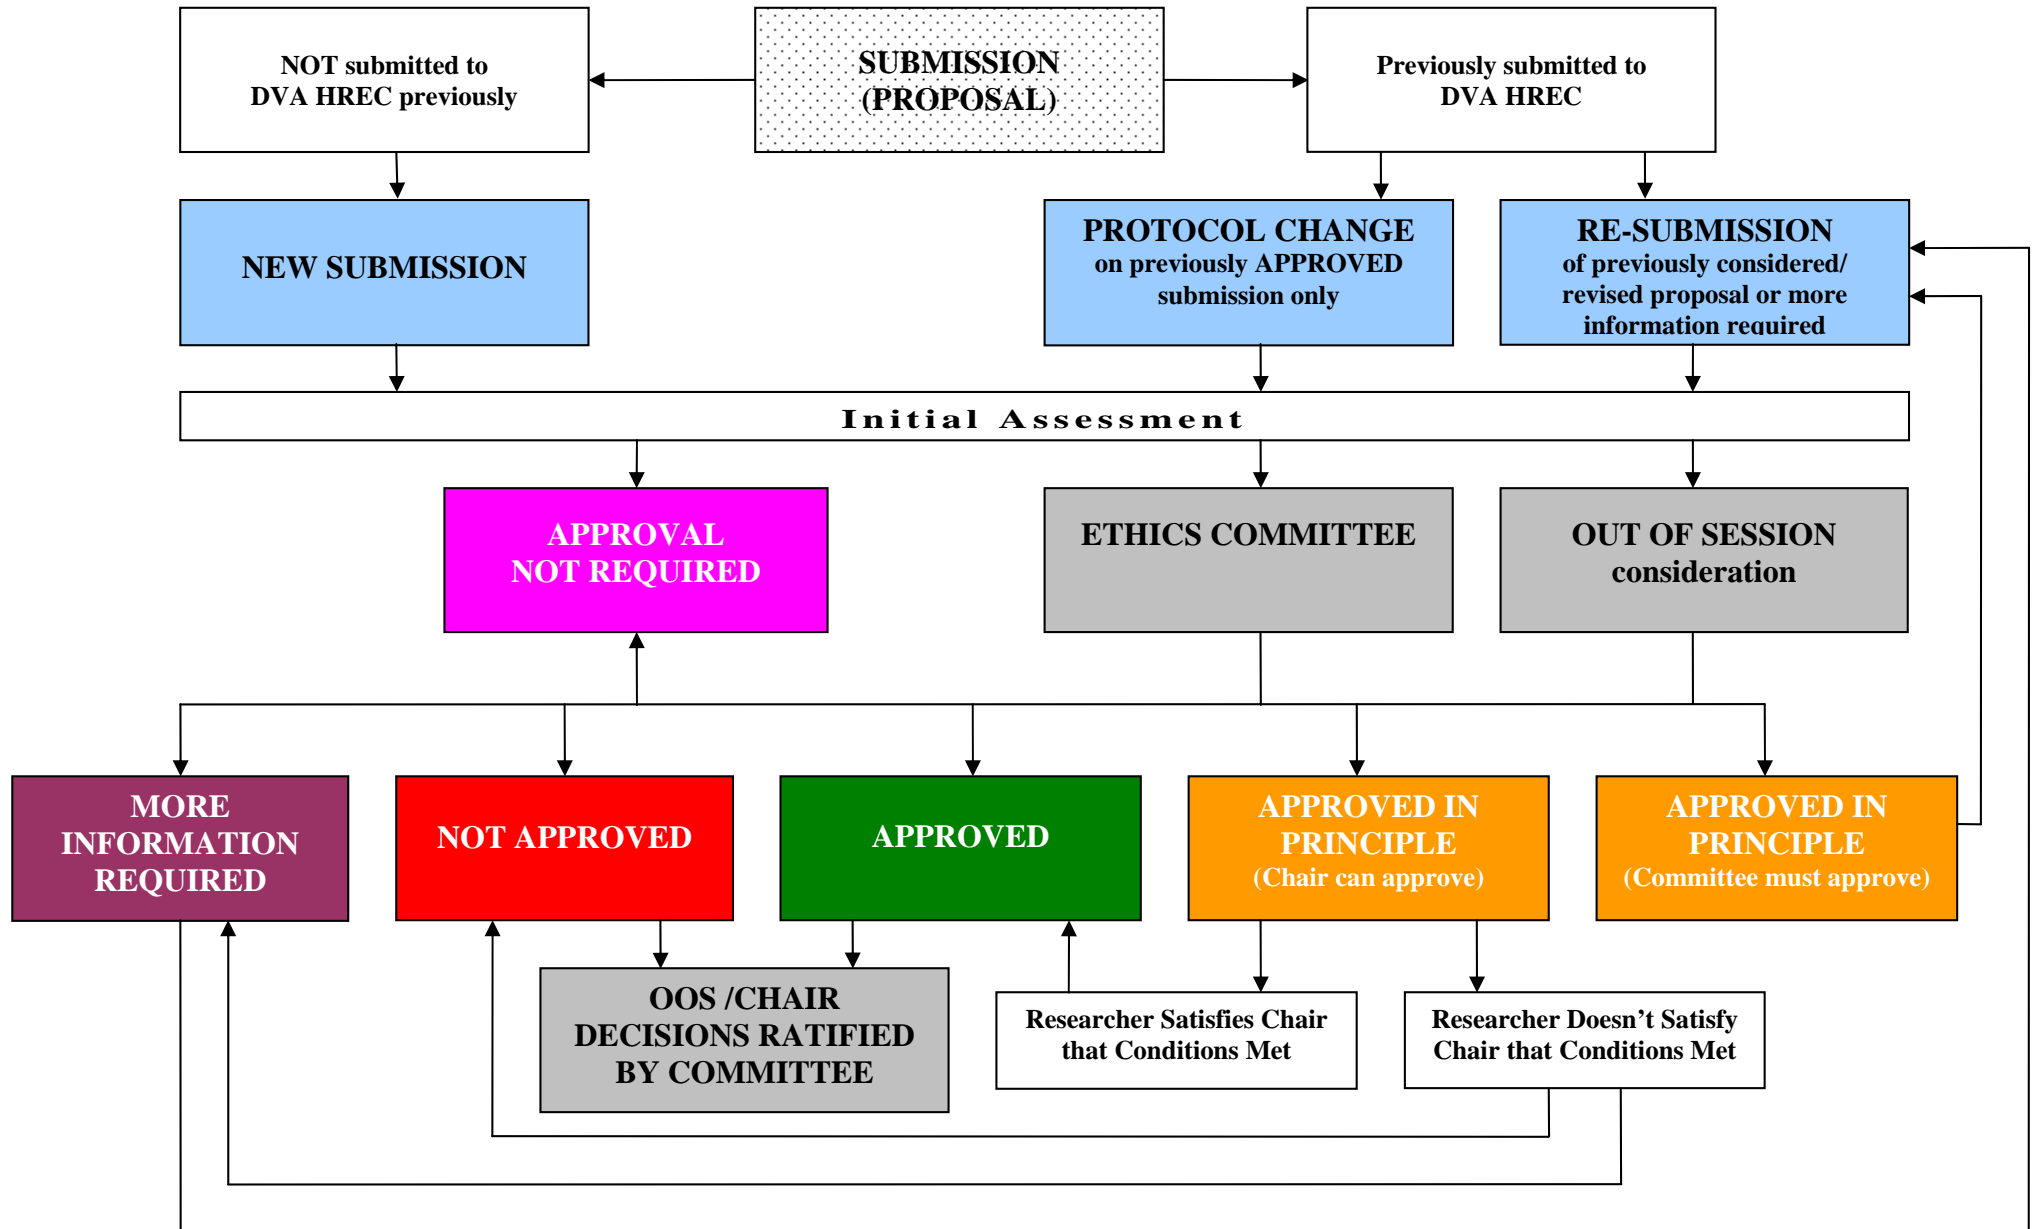 NOT submitted to
DVA HREC previously
SUBMISSION
(PROPOSAL)
Previously submitted to
DVA HREC
NEW SUBMISSION
PROTOCOL CHANGE
on previously APPROVED
submission only
RE-SUBMISSION
of previously considered/
revised proposal or more
information required
Initial Assessment
APPROVAL
NOT REQUIRED
ETHICS COMMITTEE
OUT OF SESSION
consideration
MORE
INFORMATION
REQUIRED
NOT APPROVED
APPROVED
APPROVED IN
PRINCIPLE
(Chair can approve)
APPROVED IN
PRINCIPLE
(Committee must approve)
OOS /CHAIR
DECISIONS RATIFIED
BY COMMITTEE
Researcher Satisfies Chair
that Conditions Met
Researcher Doesn’t Satisfy
Chair that Conditions Met